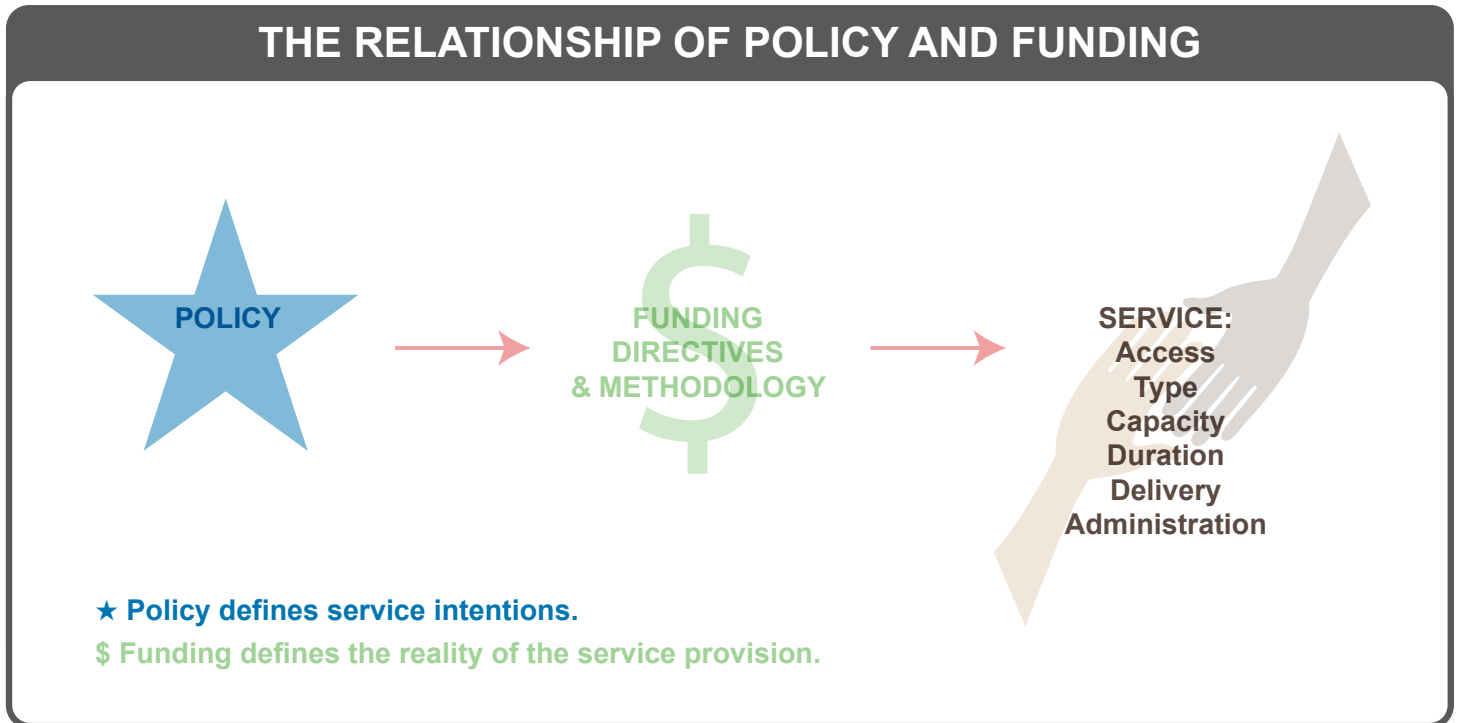 THE RELATIONSHIP OF POLICY AND FUNDING
POLICY
FUNDING
DIRECTIVES
& METHODOLOGY
SERVICE:
Access
Type
Capacity
Duration
Delivery
Administration
★ Policy defines service intentions.
$ Funding defines the reality of the service provision.